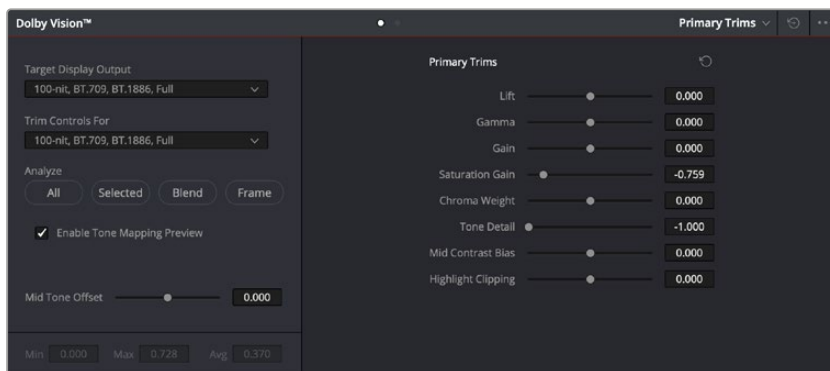 Dolby Vision™
Primary Trims
Target Display Output
100-nit, BT.709, BT.1886, Full
Trim Controls For
100-nit, BT.709, BT.1886, Full
Analyze
All Selected Blend Frame
Enable Tone Mapping Preview
Mid Tone Offset 0.000
Min 0.000 Max 0.728 Avg 0.370
Primary Trims
Lift 0.000
Gamma 0.000
Gain 0.000
Saturation Gain -0.759
Chroma Weight 0.000
Tone Detail -1.000
Mid Contrast Bias 0.000
Highlight Clipping 0.000